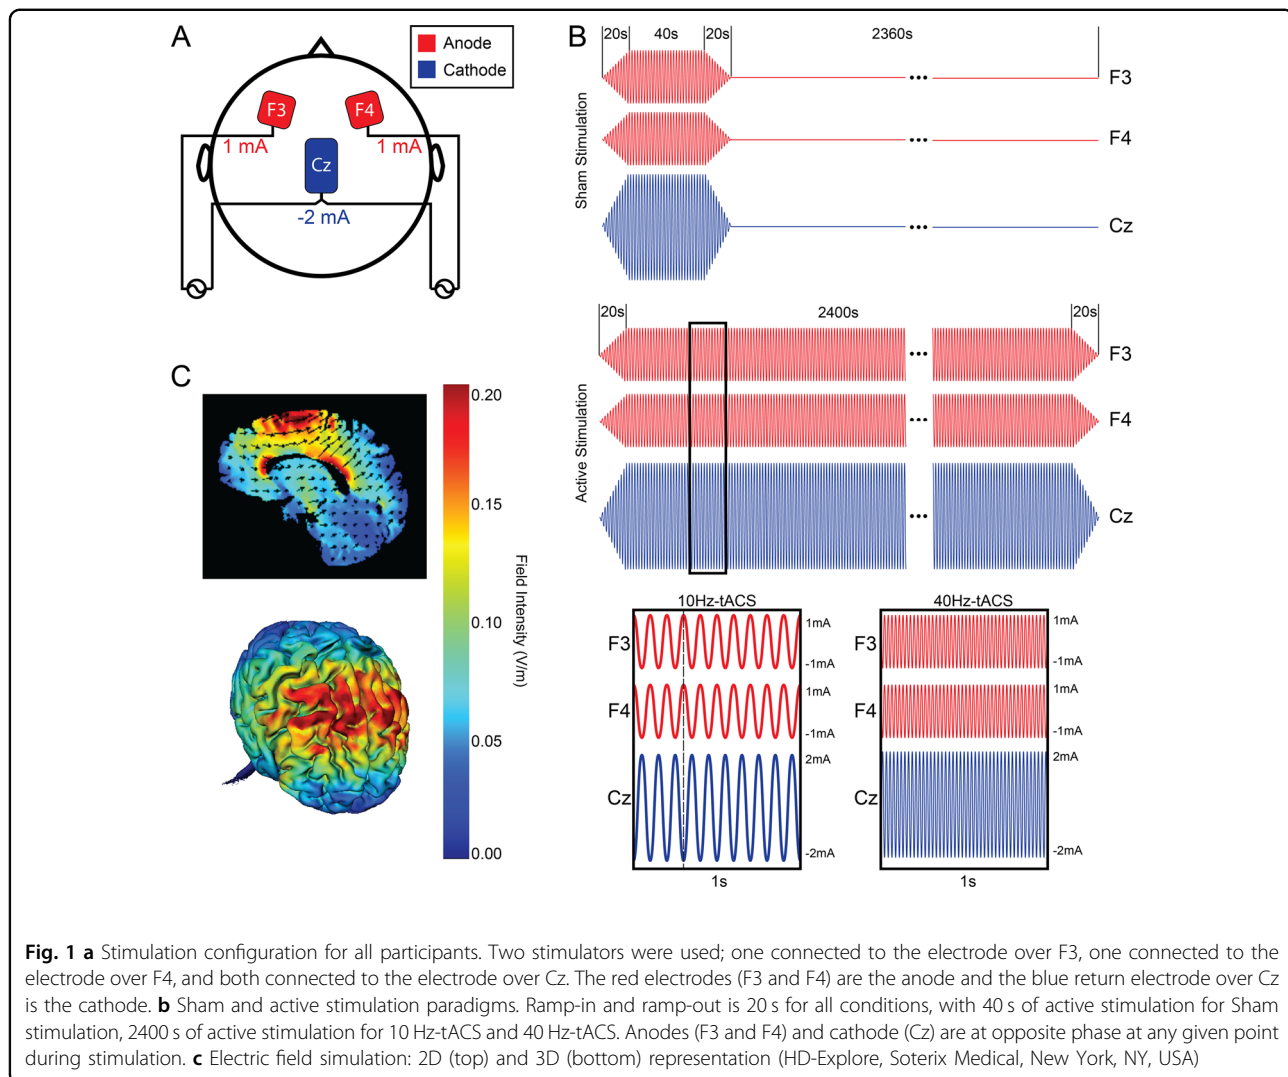 A
Anode
Cathode
F3
F4
1 mA
1 mA
Cz
-2 mA
B
20s 40s 20s 2360s
Sham Stimulation
F3
F4
Cz
20s 2400s 20s
Active Stimulation
F3
F4
Cz
10Hz-tACS
F3
1mA
-1mA
F4
1mA
-1mA
Cz
2mA
-2mA
1s
40Hz-tACS
F3
1mA
-1mA
F4
1mA
-1mA
Cz
2mA
-2mA
1s
C
0.20
0.15
0.10
0.05
0.00
Field Intensity (V/m)
Fig. 1 a Stimulation configuration for all participants. Two stimulators were used; one connected to the electrode over F3, one connected to the
electrode over F4, and both connected to the electrode over Cz. The red electrodes (F3 and F4) are the anode and the blue return electrode over Cz
is the cathode. b Sham and active stimulation paradigms. Ramp-in and ramp-out is 20 s for all conditions, with 40 s of active stimulation for Sham
stimulation, 2400 s of active stimulation for 10 Hz-tACS and 40 Hz-tACS. Anodes (F3 and F4) and cathode (Cz) are at opposite phase at any given point
during stimulation. c Electric field simulation: 2D (top) and 3D (bottom) representation (HD-Explore, Soterix Medical, New York, NY, USA)